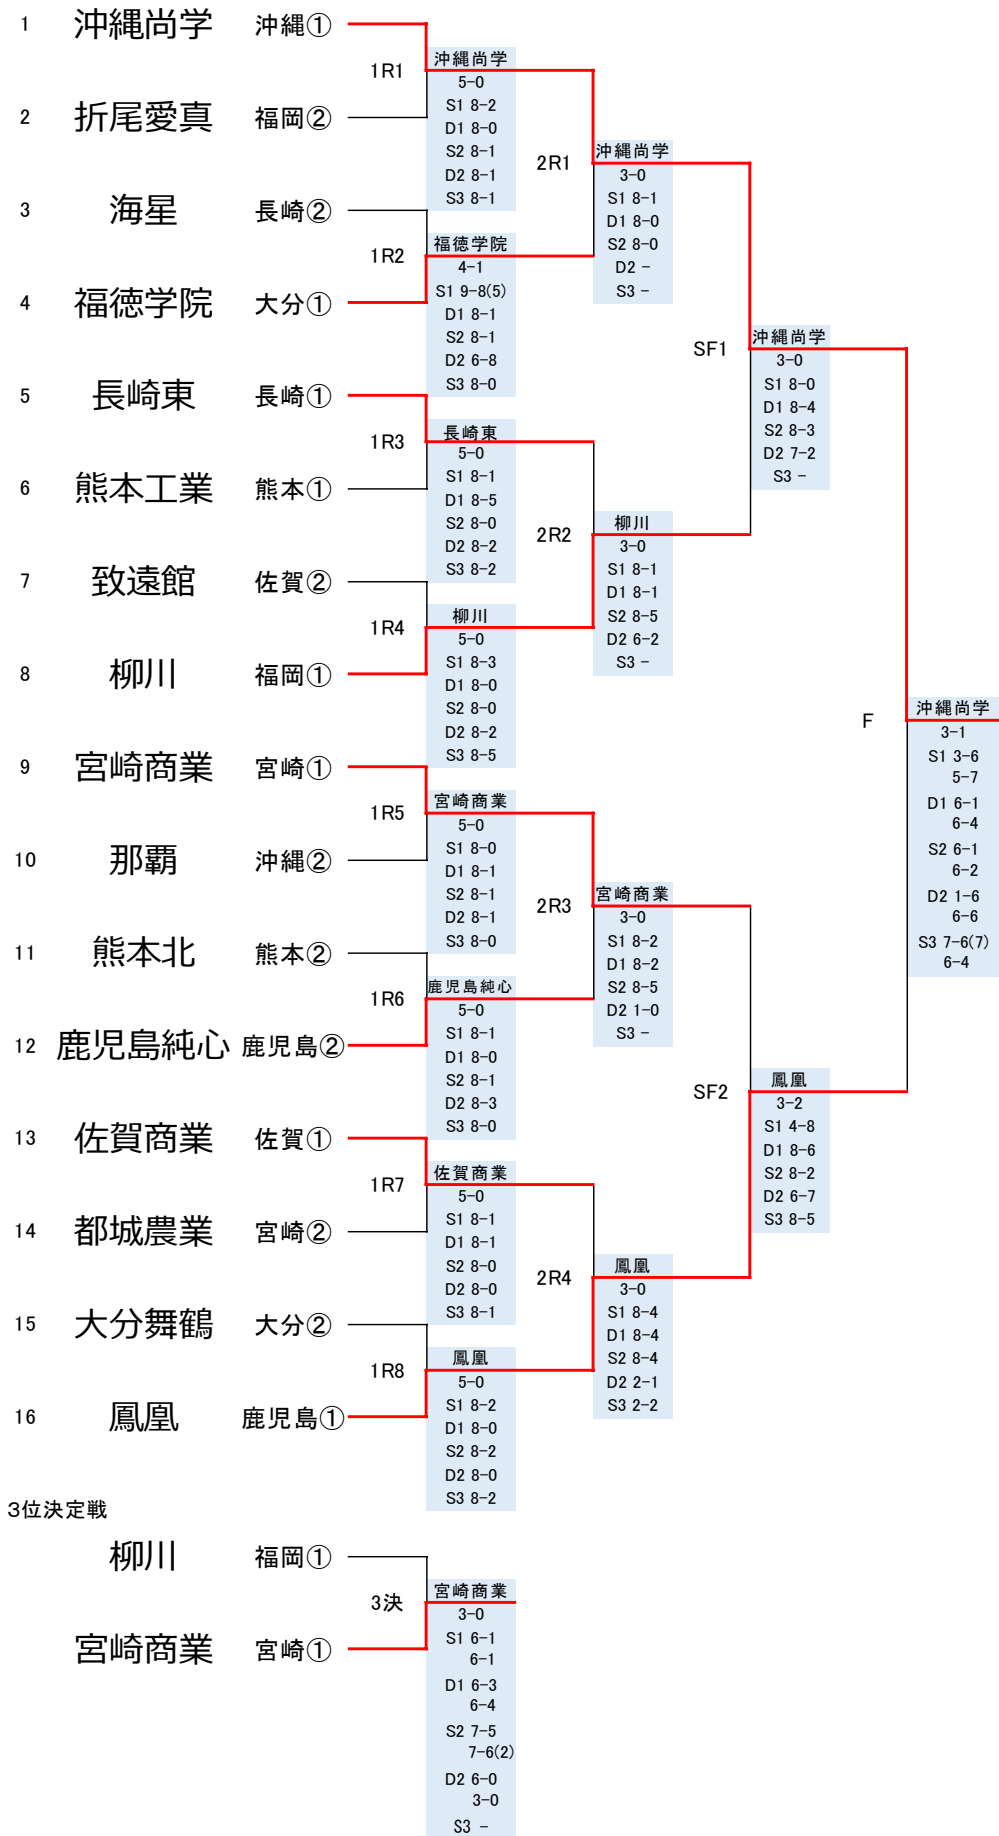 1 沖縄尚学 沖縄①
1R1
沖縄尚学
5-0
S1 8-2
D1 8-0
S2 8-1
D2 8-1
S3 8-1
2 折尾愛真 福岡②
2R1
沖縄尚学
3-0
S1 8-1
D1 8-0
S2 8-0
D2 -
S3 -
3 海星 長崎②
1R2
福徳学院
4-1
S1 9-8(5)
D1 8-1
S2 8-1
D2 6-8
S3 8-0
4 福徳学院 大分①
SF1
沖縄尚学
3-0
S1 8-0
D1 8-4
S2 8-3
D2 7-2
S3 -
5 長崎東 長崎①
1R3
長崎東
5-0
S1 8-1
D1 8-5
S2 8-0
D2 8-2
S3 8-2
6 熊本工業 熊本①
2R2
柳川
3-0
S1 8-1
D1 8-1
S2 8-5
D2 6-2
S3 -
7 致遠館 佐賀②
1R4
柳川
5-0
S1 8-3
D1 8-0
S2 8-0
D2 8-2
S3 8-5
8 柳川 福岡①
F
沖縄尚学
3-1
S1 3-6
5-7
D1 6-1
6-4
S2 6-1
6-2
D2 1-6
6-6
S3 7-6(7)
6-4
9 宮崎商業 宮崎①
1R5
宮崎商業
5-0
S1 8-0
D1 8-1
S2 8-1
D2 8-1
S3 8-0
10 那覇 沖縄②
2R3
宮崎商業
3-0
S1 8-2
D1 8-2
S2 8-5
D2 1-0
S3 -
11 熊本北 熊本②
1R6
鹿児島純心
5-0
S1 8-1
D1 8-0
S2 8-1
D2 8-3
S3 8-0
12 鹿児島純心 鹿児島②
SF2
鳳凰
3-2
S1 4-8
D1 8-6
S2 8-2
D2 6-7
S3 8-5
13 佐賀商業 佐賀①
1R7
佐賀商業
5-0
S1 8-1
D1 8-1
S2 8-0
D2 8-0
S3 8-1
14 都城農業 宮崎②
2R4
鳳凰
3-0
S1 8-4
D1 8-4
S2 8-4
D2 2-1
S3 2-2
15 大分舞鶴 大分②
1R8
鳳凰
5-0
S1 8-2
D1 8-0
S2 8-2
D2 8-0
S3 8-2
16 鳳凰 鹿児島①
3位決定戦
柳川 福岡①
3決
宮崎商業
3-0
S1 6-1
6-1
D1 6-3
6-4
S2 7-5
7-6(2)
D2 6-0
3-0
S3 -
宮崎商業 宮崎①